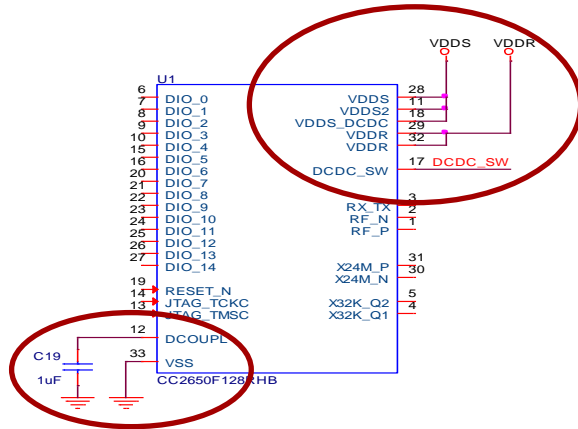 VDDS VDDR
U1
6 DIO_0 VDDS 28
7 DIO_1 VDDS2 11
8 DIO_2 VDDS_DCDC 18
9 DIO_3 VDDR 29
10 DIO_4 VDDR 32
15 DIO_5
16 DIO_6 DCDC_SW 17 DCDC_SW
20 DIO_7
21 DIO_8
22 DIO_9 RX_TX 3
23 DIO_10 RF_N 2
24 DIO_11 RF_P 1
25 DIO_12
26 DIO_13
27 DIO_14 X24M_P 31
X24M_N 30
19 RESET_N
14 JTAG_TCKC X32K_Q2 5
13 JTAG_TMSC X32K_Q1 4
12 DCOUPL
C19
33 VSS
1uF
CC2650F128RHB